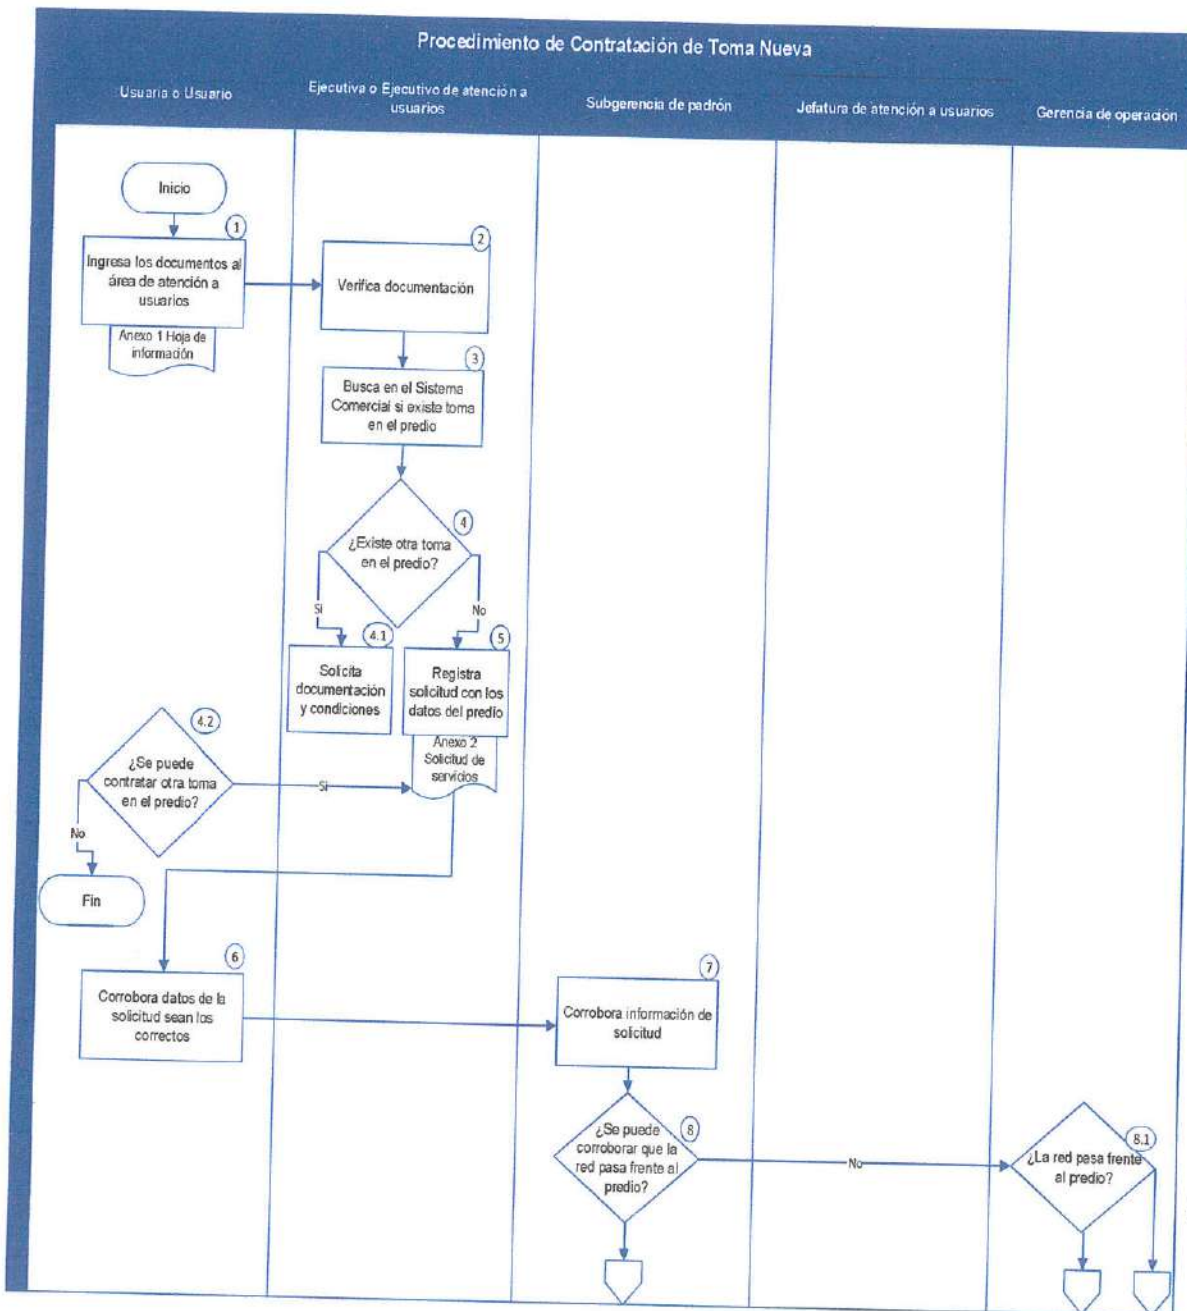 Procedimiento de Contratación de Toma Nueva
Usuaria o Usuario
Ejecutiva o Ejecutivo de atención a
usuarios
Subgerencia de padrón
Jefatura de atención a usuarios
Gerencia de operación
Inicio
1
Ingresa los documentos al
área de atención a
usuarios
Anexo 1 Hoja de
información
2
Verifica documentación
3
Busca en el Sistema
Comercial si existe toma
en el predio
4
¿Existe otra toma
en el predio?
Si
No
4.1
Solicita
documentación
y condiciones
5
Registra
solicitud con los
datos del predio
Anexo 2
Solicitud de
servicios
4.2
¿Se puede
contratar otra toma
en el predio?
Si
No
Fin
6
Corrobora datos de la
solicitud sean los
correctos
7
Corrobora información de
solicitud
8
¿Se puede
corroborar que la
red pasa frente al
predio?
No
8.1
¿La red pasa frente
al predio?